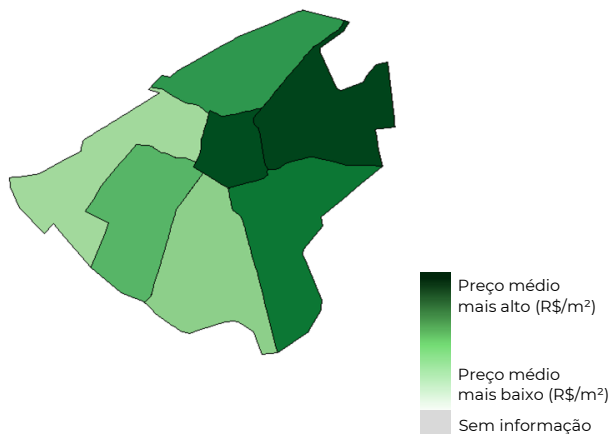 Preço médio
mais alto (R$/m²)
Preço médio
mais baixo (R$/m²)
Sem informação